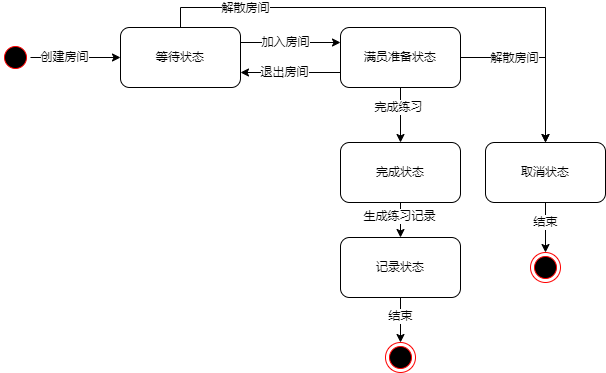 解散房间
创建房间
等待状态
加入房间
退出房间
满员准备状态
解散房间
完成练习
完成状态
取消状态
生成练习记录
结束
记录状态
结束